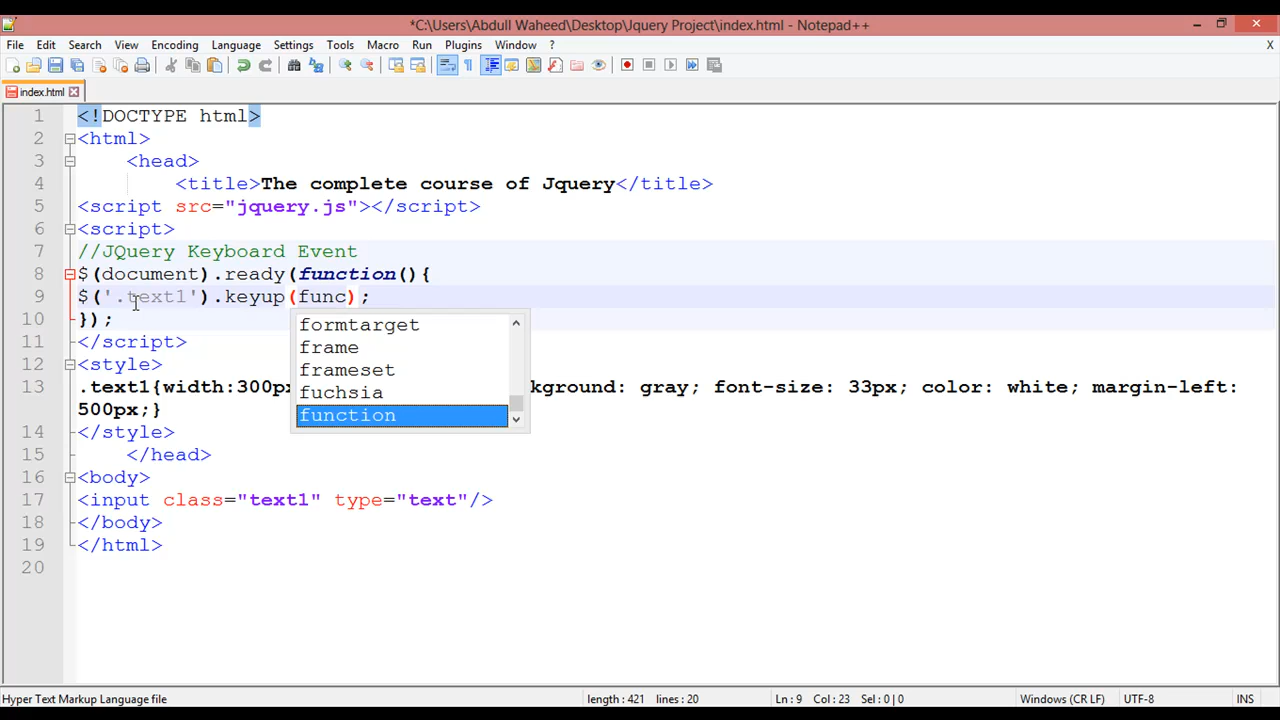 *C:\Users\Abdull Waheed\Desktop\Jquery Project\index.html - Notepad++
File Edit Search View Encoding Language Settings Tools Macro Run Plugins Window ? X
index.html
1 <!DOCTYPE html>
2 <html>
3 <head>
4 <title>The complete course of Jquery</title>
5 <script src="jquery.js"></script>
6 <script>
7 //JQuery Keyboard Event
8 $(document).ready(function(){
9 $('.text1').keyup(func);
10 });
formtarget
11 </script>
frame
12 <style>
frameset
13 .text1{width:300px kground: gray; font-size: 33px; color: white; margin-left:
fuchsia
500px;}
function
14 </style>
15 </head>
16 <body>
17 <input class="text1" type="text"/>
18 </body>
19 </html>
20
Hyper Text Markup Language file length : 421 lines : 20 Ln : 9 Col : 23 Sel : 0 | 0 Windows (CR LF) UTF-8 INS